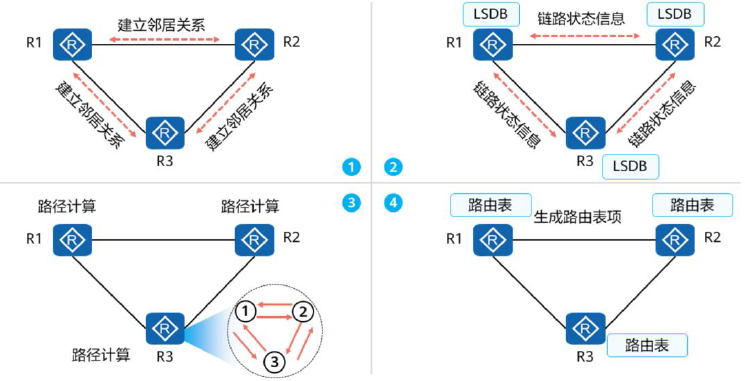 建立邻居关系
R1
R
R
R2
建立邻居关系
建立邻居关系
R
R3
1
LSDB
链路状态信息
LSDB
R1
R
R
R2
链路状态信息
链路状态信息
R
R3
LSDB
2
路径计算
路径计算
3
R1
R
R
R2
R
路径计算
R3
1
2
3
4
路由表
生成路由表项
路由表
R1
R
R
R2
R
R3
路由表